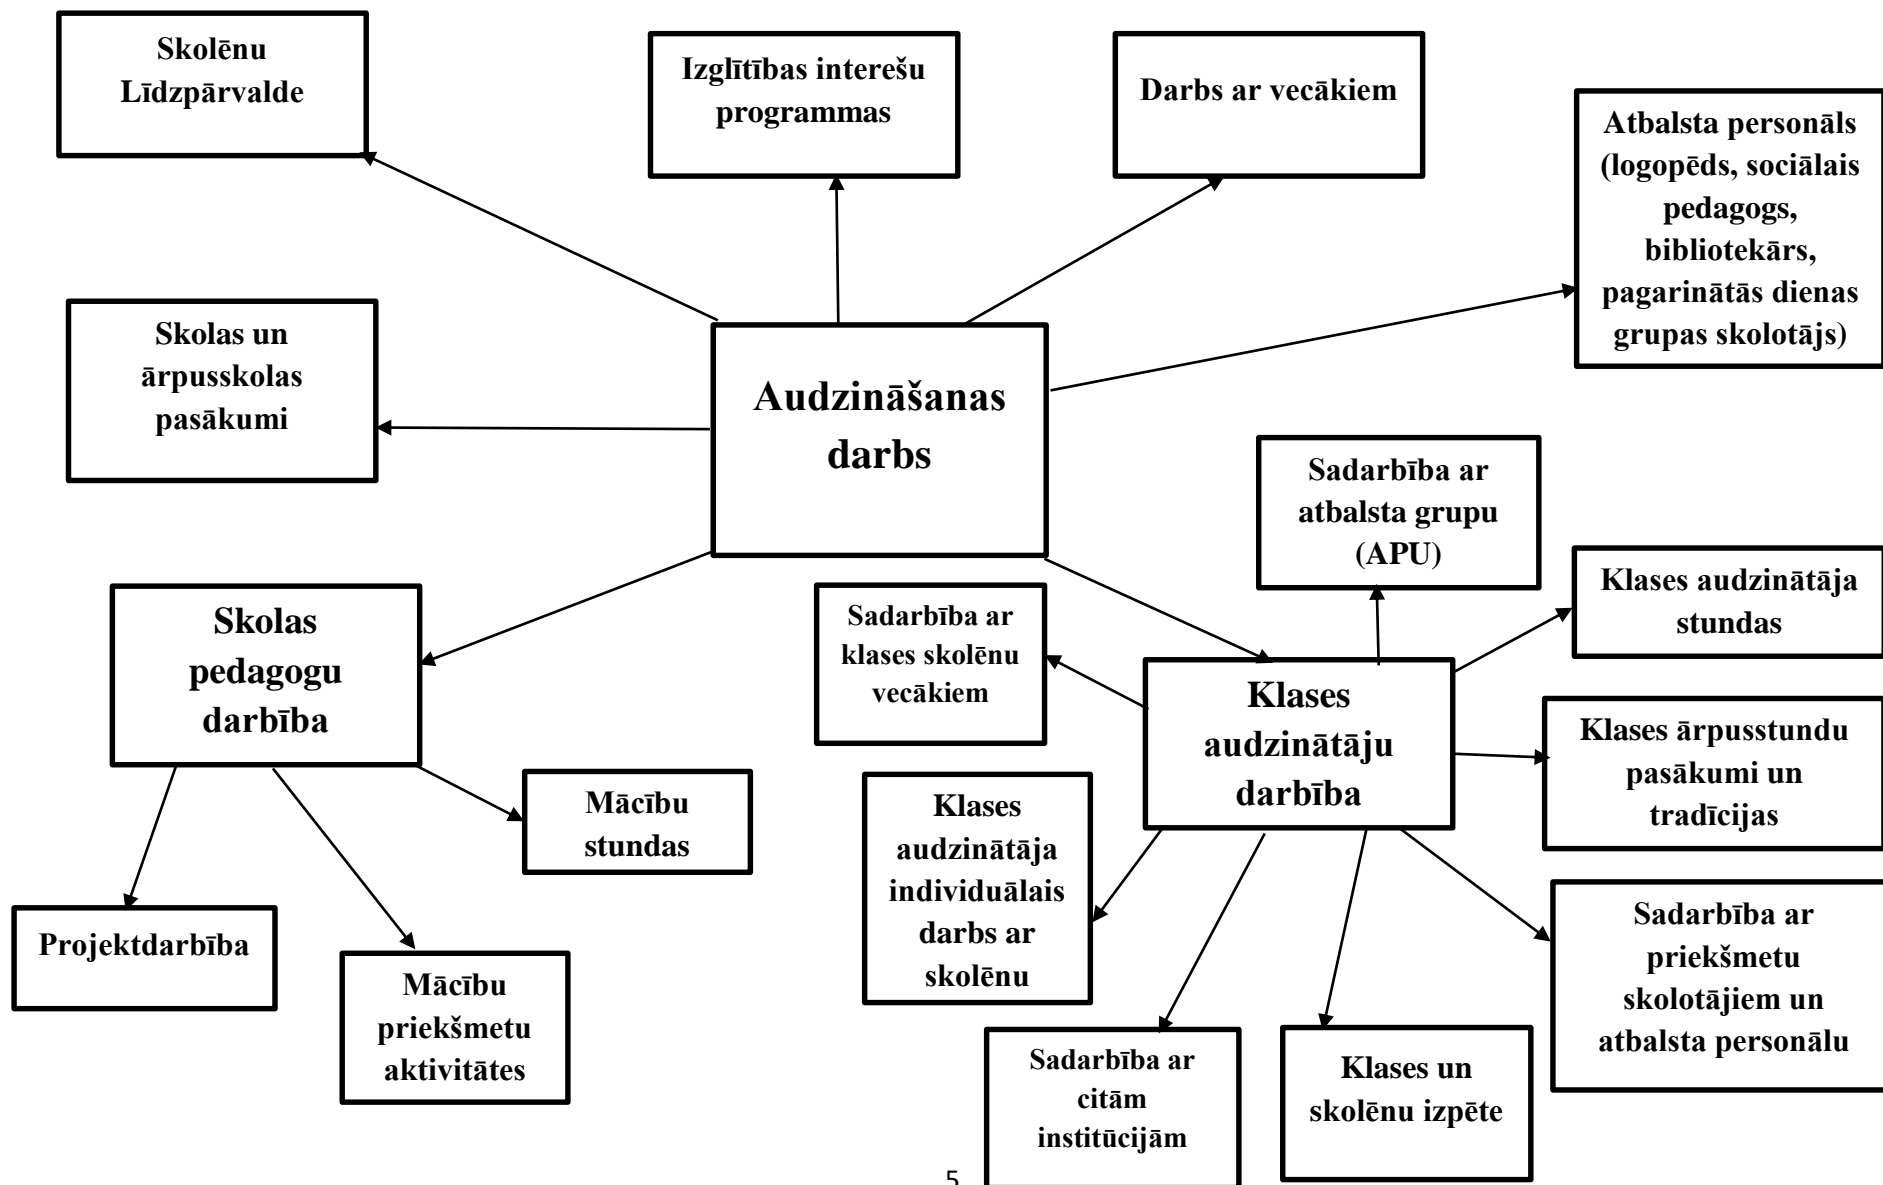 Skolēnu
Līdzpārvalde
Izglītības interešu
programmas
Darbs ar vecākiem
Atbalsta personāls
(logopēds, sociālais
pedagogs,
bibliotekārs,
pagarinātās dienas
grupas skolotājs)
Skolas un
ārpusskolas
pasākumi
Audzināšanas
darbs
Sadarbība ar
atbalsta grupu
(APU)
Klases audzinātāja
stundas
Skolas
pedagogu
darbība
Sadarbība ar
klases skolēnu
vecākiem
Klases
audzinātāju
darbība
Klases ārpusstundu
pasākumi un
tradīcijas
Mācību
stundas
Klases
audzinātāja
individuālais
darbs ar
skolēnu
Projektdarbība
Mācību
priekšmetu
aktivitātes
Sadarbība ar
priekšmetu
skolotājiem un
atbalsta personālu
Sadarbība ar
citām
institūcijām
Klases un
skolēnu izpēte
5